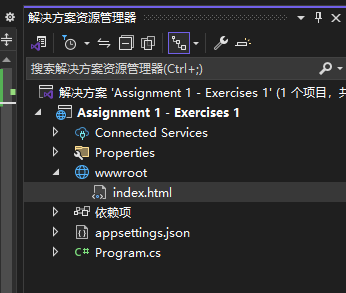 解决方案资源管理器
搜索解决方案资源管理器(Ctrl+;)
解决方案 'Assignment 1 - Exercises 1' (1 个项目，共
Assignment 1 - Exercises 1
Connected Services
Properties
wwwroot
index.html
依赖项
appsettings.json
C# Program.cs